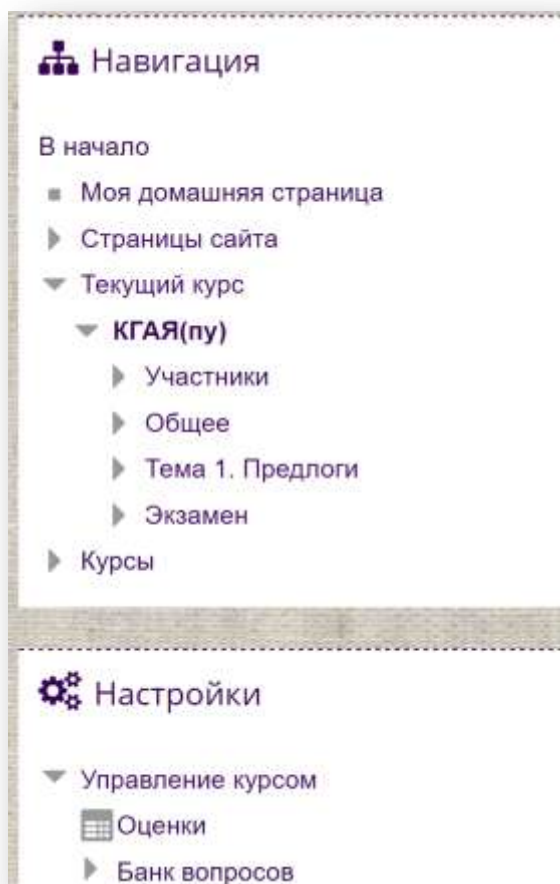 Навигация
В начало
Моя домашняя страница
Страницы сайта
Текущий курс
КГАЯ(пу)
Участники
Общее
Тема 1. Предлоги
Экзамен
Курсы
Настройки
Управление курсом
Оценки
Банк вопросов